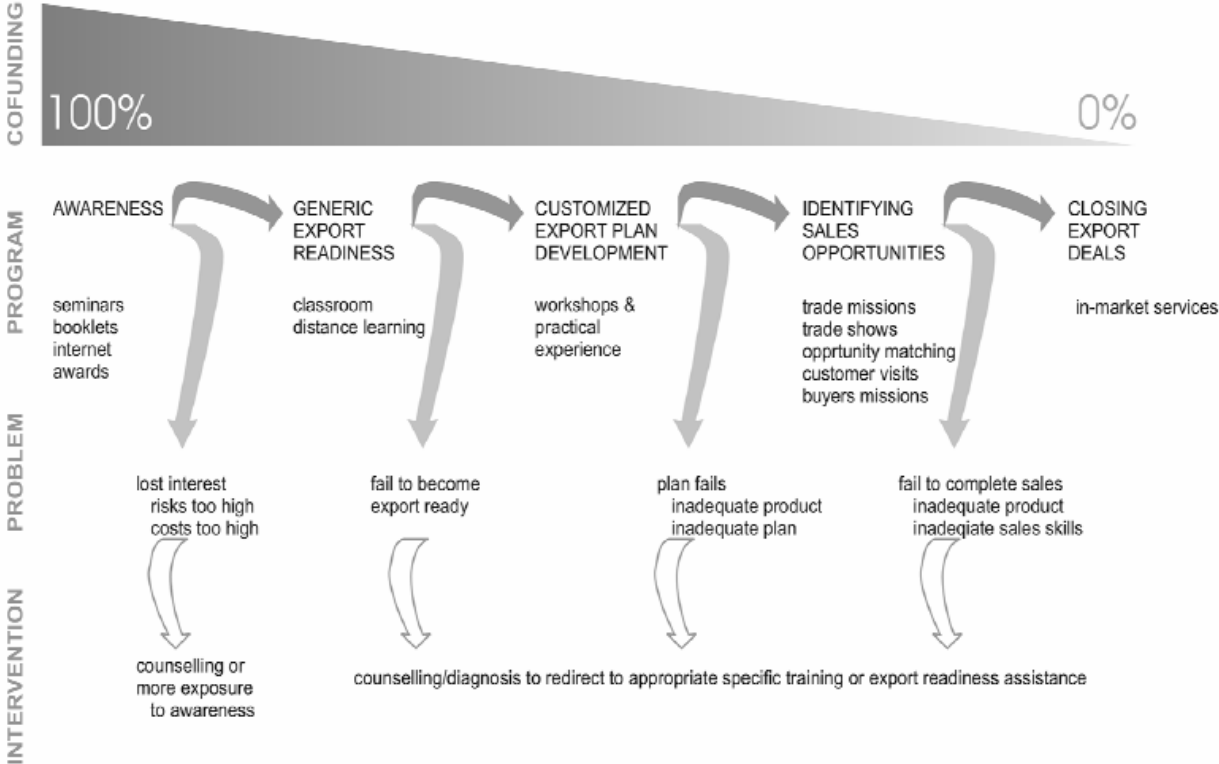 COFUNDING
100%
0%
PROGRAM
AWARENESS
GENERIC
EXPORT
READINESS
CUSTOMIZED
EXPORT PLAN
DEVELOPMENT
IDENTIFYING
SALES
OPPORTUNITIES
CLOSING
EXPORT
DEALS
seminars
booklets
internet
awards
classroom
distance learning
workshops &
practical
experience
trade missions
trade shows
opprtunity matching
customer visits
buyers missions
in-market services
PROBLEM
lost interest
risks too high
costs too high
fail to become
export ready
plan fails
inadequate product
inadequate plan
fail to complete sales
inadequate product
inadeqiate sales skills
INTERVENTION
counselling or
more exposure
to awareness
counselling/diagnosis to redirect to appropriate specific training or export readiness assistance